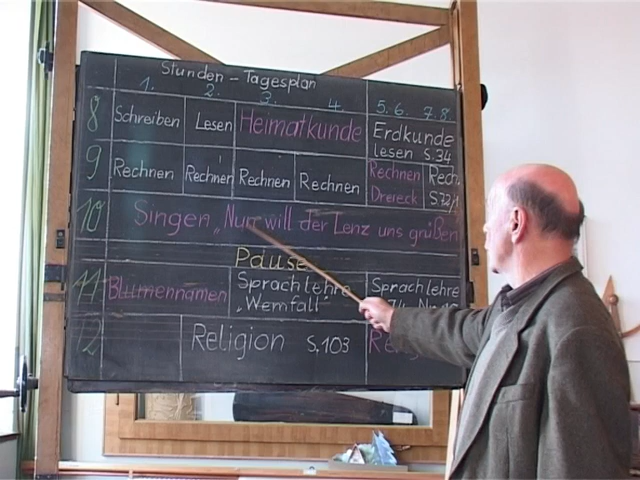 Stunden - Tagesplan
1. 2. 3. 4. 5. 6. 7. 8.
8 Schreiben Lesen Heimatkunde Erdkunde
lesen S. 34
9 Rechnen Rechnen Rechnen Rechnen Rechnen Rech.
Dreieck S. 72/1
10 Singen „Nun will der Lenz uns grüßen
Pause
11 Blumennamen Sprachlehre Sprachlehre
„Wemfall"
12 Religion S. 103